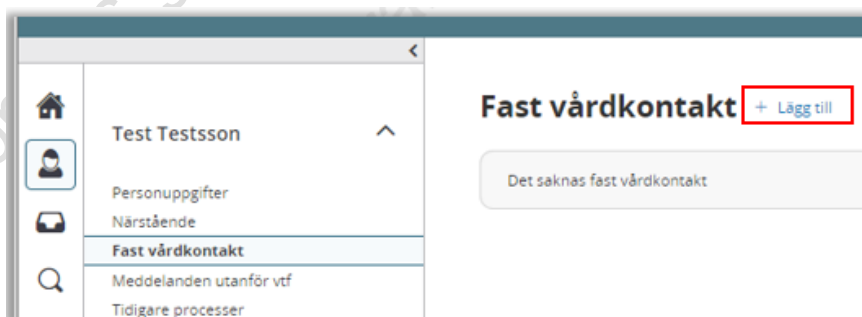 Test Testsson
Personuppgifter
Närstående
Fast vårdkontakt
Meddelanden utanför vtf
Tidigare processer
Fast vårdkontakt + Lägg till
Det saknas fast vårdkontakt